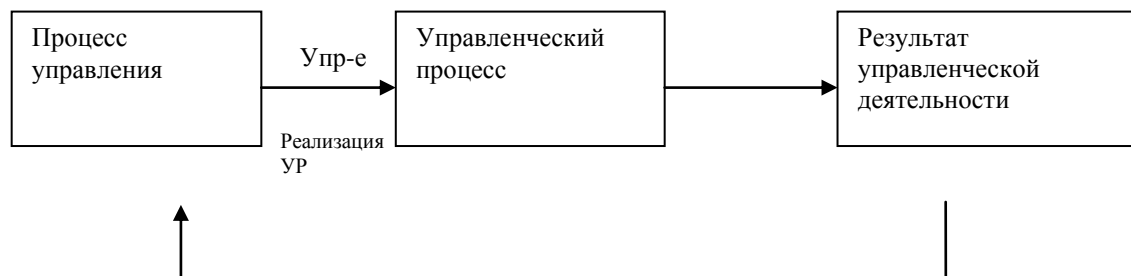 Процесс
управления
Упр-е
Реализация
УР
Управленческий
процесс
Результат
управленческой
деятельности